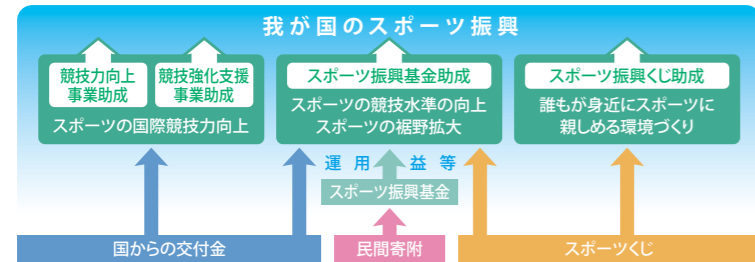 我が国のスポーツ振興
競技力向上
事業助成
競技強化支援
事業助成
スポーツの国際競技力向上
スポーツ振興基金助成
スポーツの競技水準の向上
スポーツの裾野拡大
スポーツ振興くじ助成
誰もが身近にスポーツに
親しめる環境づくり
運用益等
スポーツ振興基金
国からの交付金
民間寄附
スポーツくじ